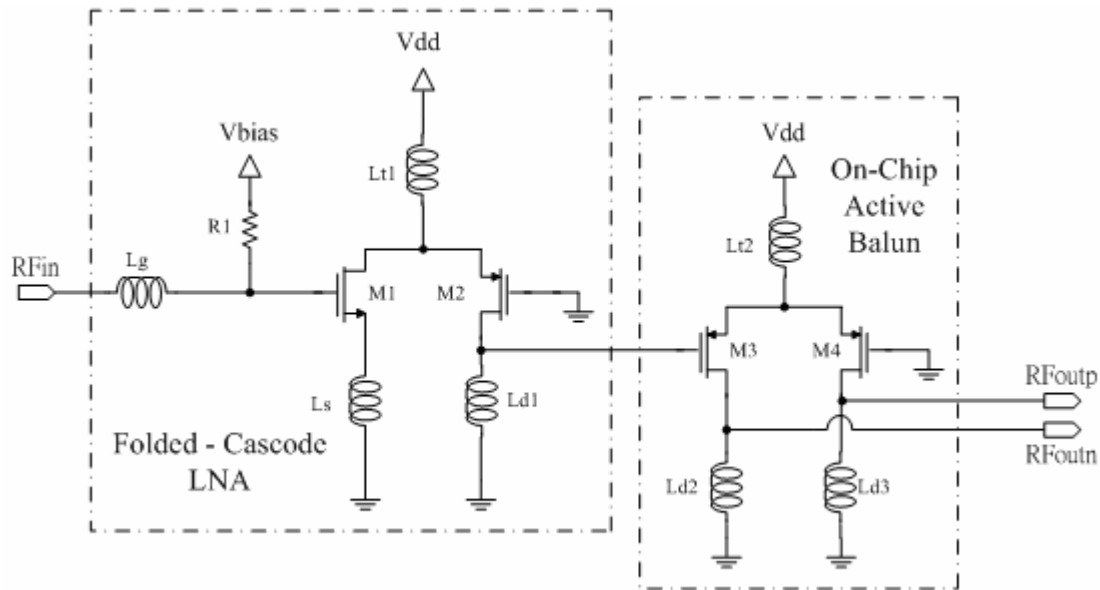 Vdd
Vbias
Lt1
R1
RFin
Lg
M1
M2
Ls
Ld1
Folded - Cascode
LNA
Vdd
On-Chip
Active
Balun
Lt2
M3
M4
RFoutp
RFoutn
Ld2
Ld3